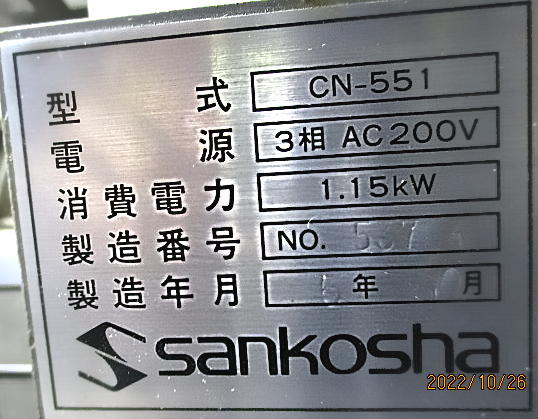 型式 CN-551
電源 3相 AC200V
消費電力 1.15kW
製造番号 NO.
製造年月 年 月
sankosha
2022/10/26